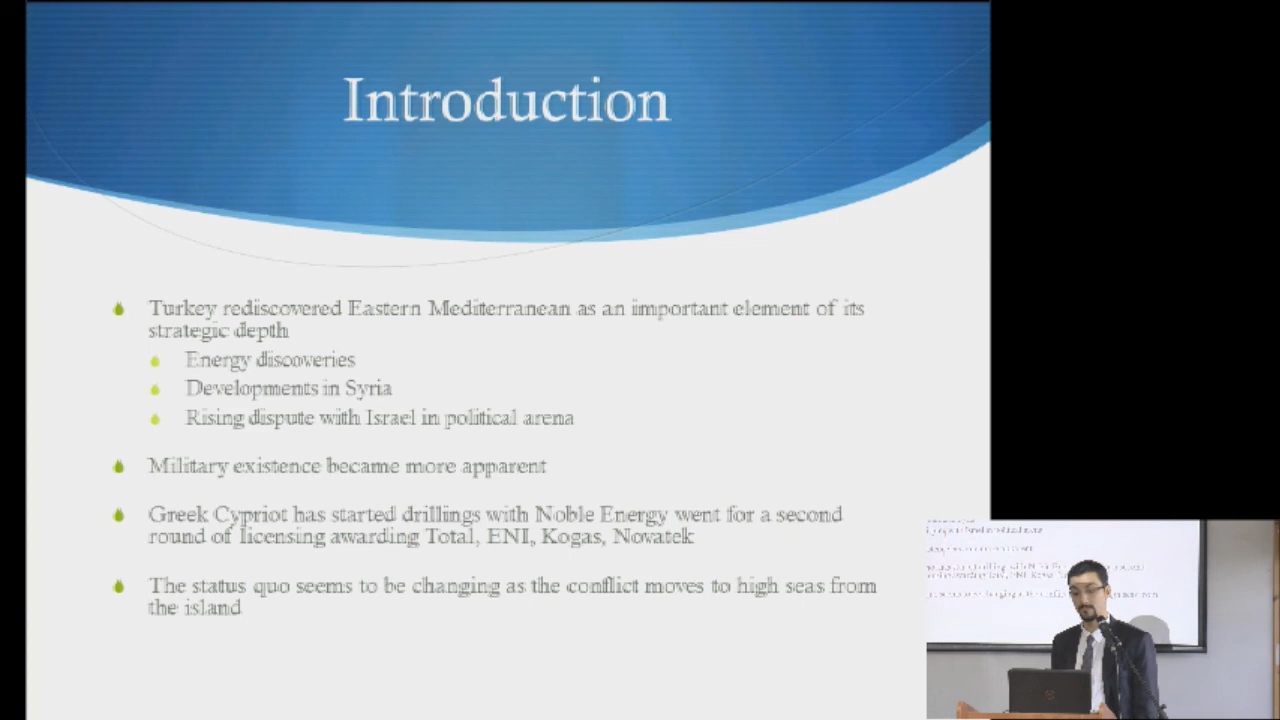 Introduction
Turkey rediscovered Eastern Mediterranean as an important element of its
strategic depth
Energy discoveries
Developments in Syria
Rising dispute with Israel in political arena
Military existence became more apparent
Greek Cypriot has started drillings with Noble Energy went for a second
round of licensing awarding Total, ENI, Kogas, Novatek
The status quo seems to be changing as the conflict moves to high seas from
the island